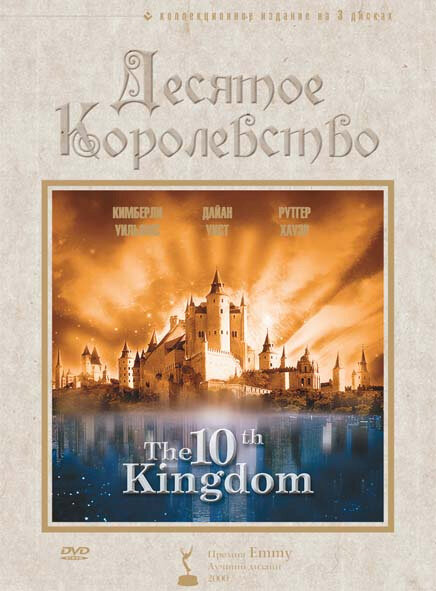 коллекционное издание на 3 дисках
Десятое
Королевство
КИМБЕРЛИ ДАЙАН РУТГЕР
УИЛЬЯМС УИСТ ХАУЭР
The 10th
Kingdom
DVD
Премия Emmy
Лучший дизайн
2000